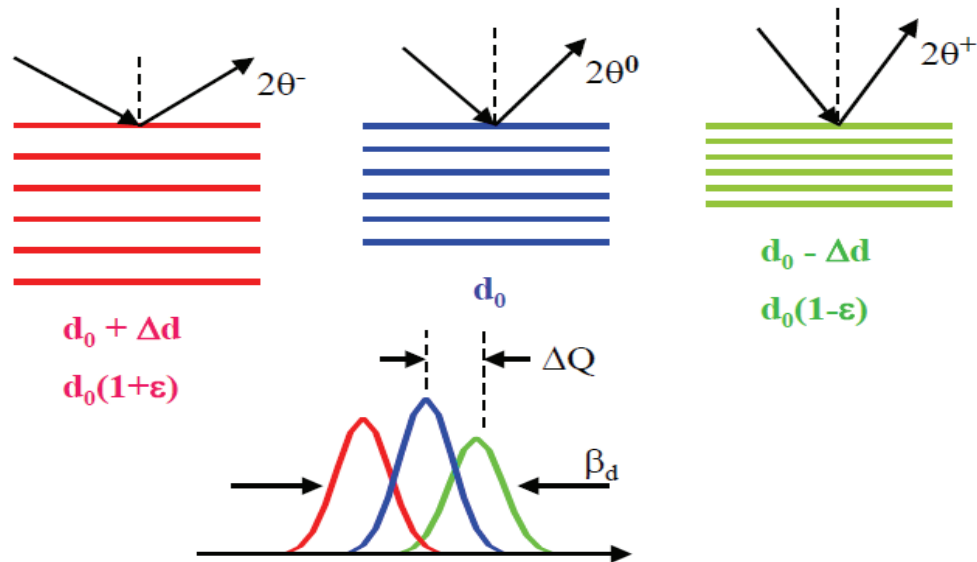 2θ⁻
2θ⁰
2θ⁺
d₀ + Δd
d₀(1+ε)
d₀
d₀ - Δd
d₀(1-ε)
ΔQ
β_d